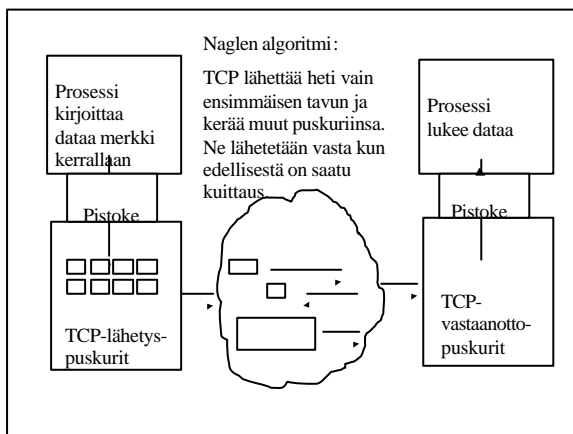 Naglen algoritmi:
TCP lähettää heti vain
ensimmäisen tavun ja
kerää muut puskuriinsa.
Ne lähetetään vasta kun
edellisestä on saatu
kuittaus.
Prosessi
kirjoittaa
dataa merkki
kerrallaan
Pistoke
TCP-lähetys-
puskurit
Prosessi
lukee dataa
Pistoke
TCP-
vastaanotto-
puskurit